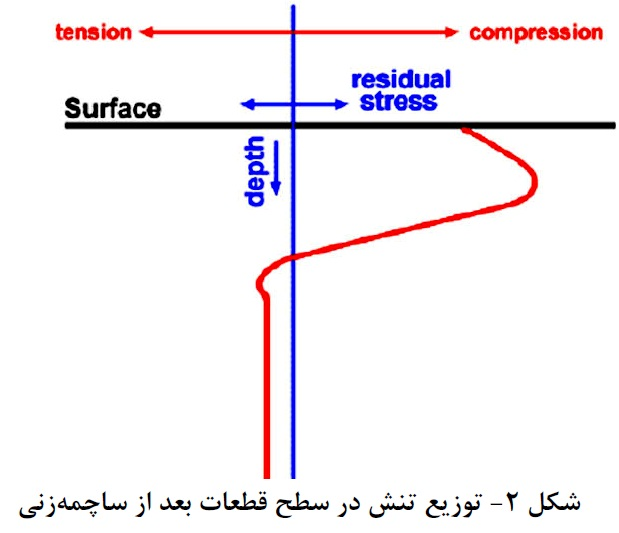 tension
compression
residual
stress
Surface
depth
شکل ۲- توزیع تنش در سطح قطعات بعد از ساچمه‌زنی